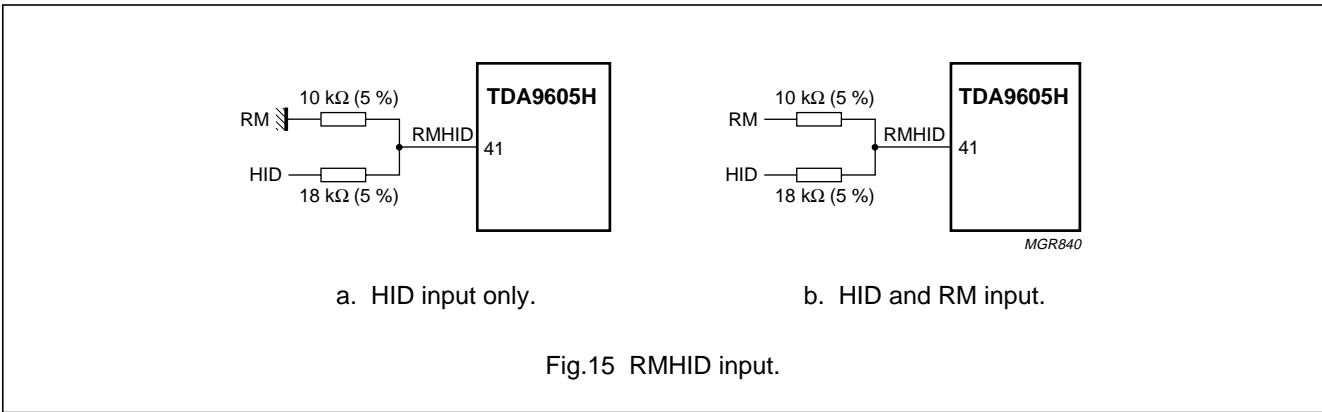 10 kΩ (5 %)
RM
RMHID
HID
18 kΩ (5 %)
TDA9605H
41
10 kΩ (5 %)
RM
RMHID
HID
18 kΩ (5 %)
TDA9605H
41
MGR840
a. HID input only.
b. HID and RM input.
Fig.15 RMHID input.